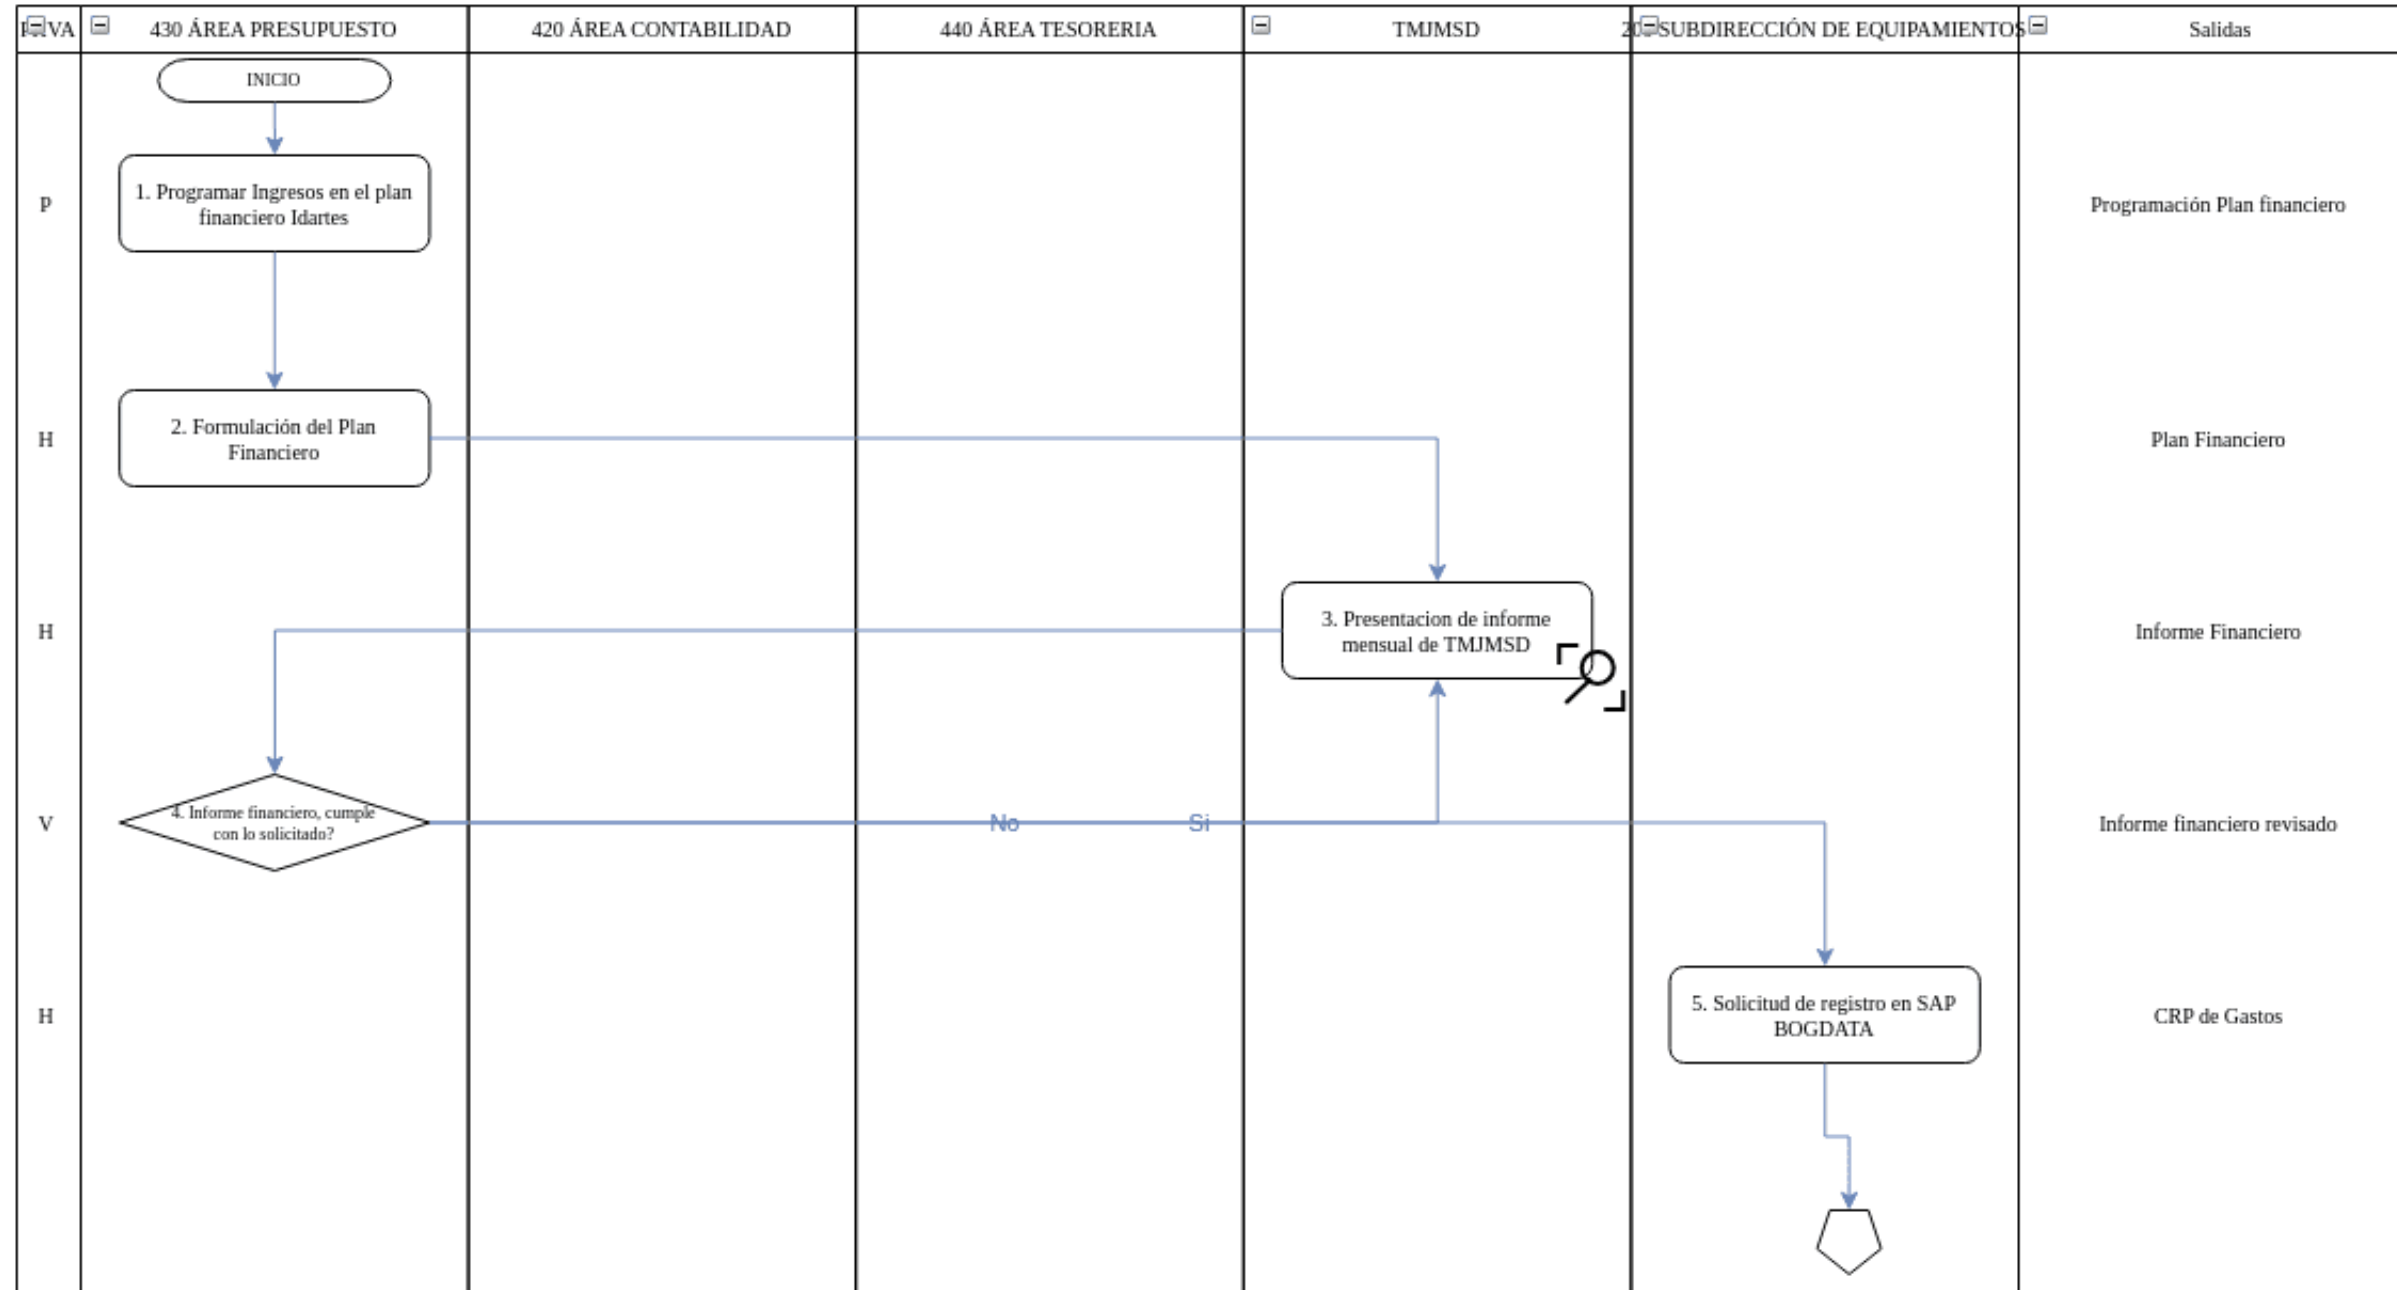 430 ÁREA PRESUPUESTO
420 ÁREA CONTABILIDAD
440 ÁREA TESORERIA
TMJMSD
SUBDIRECCIÓN DE EQUIPAMIENTOS
Salidas
INICIO
P
1. Programar Ingresos en el plan
financiero Idartes
Programación Plan financiero
H
2. Formulación del Plan
Financiero
Plan Financiero
H
3. Presentacion de informe
mensual de TMJMSD
Informe Financiero
V
4. Informe financiero, cumple
con lo solicitado?
No
Si
Informe financiero revisado
H
5. Solicitud de registro en SAP
BOGDATA
CRP de Gastos